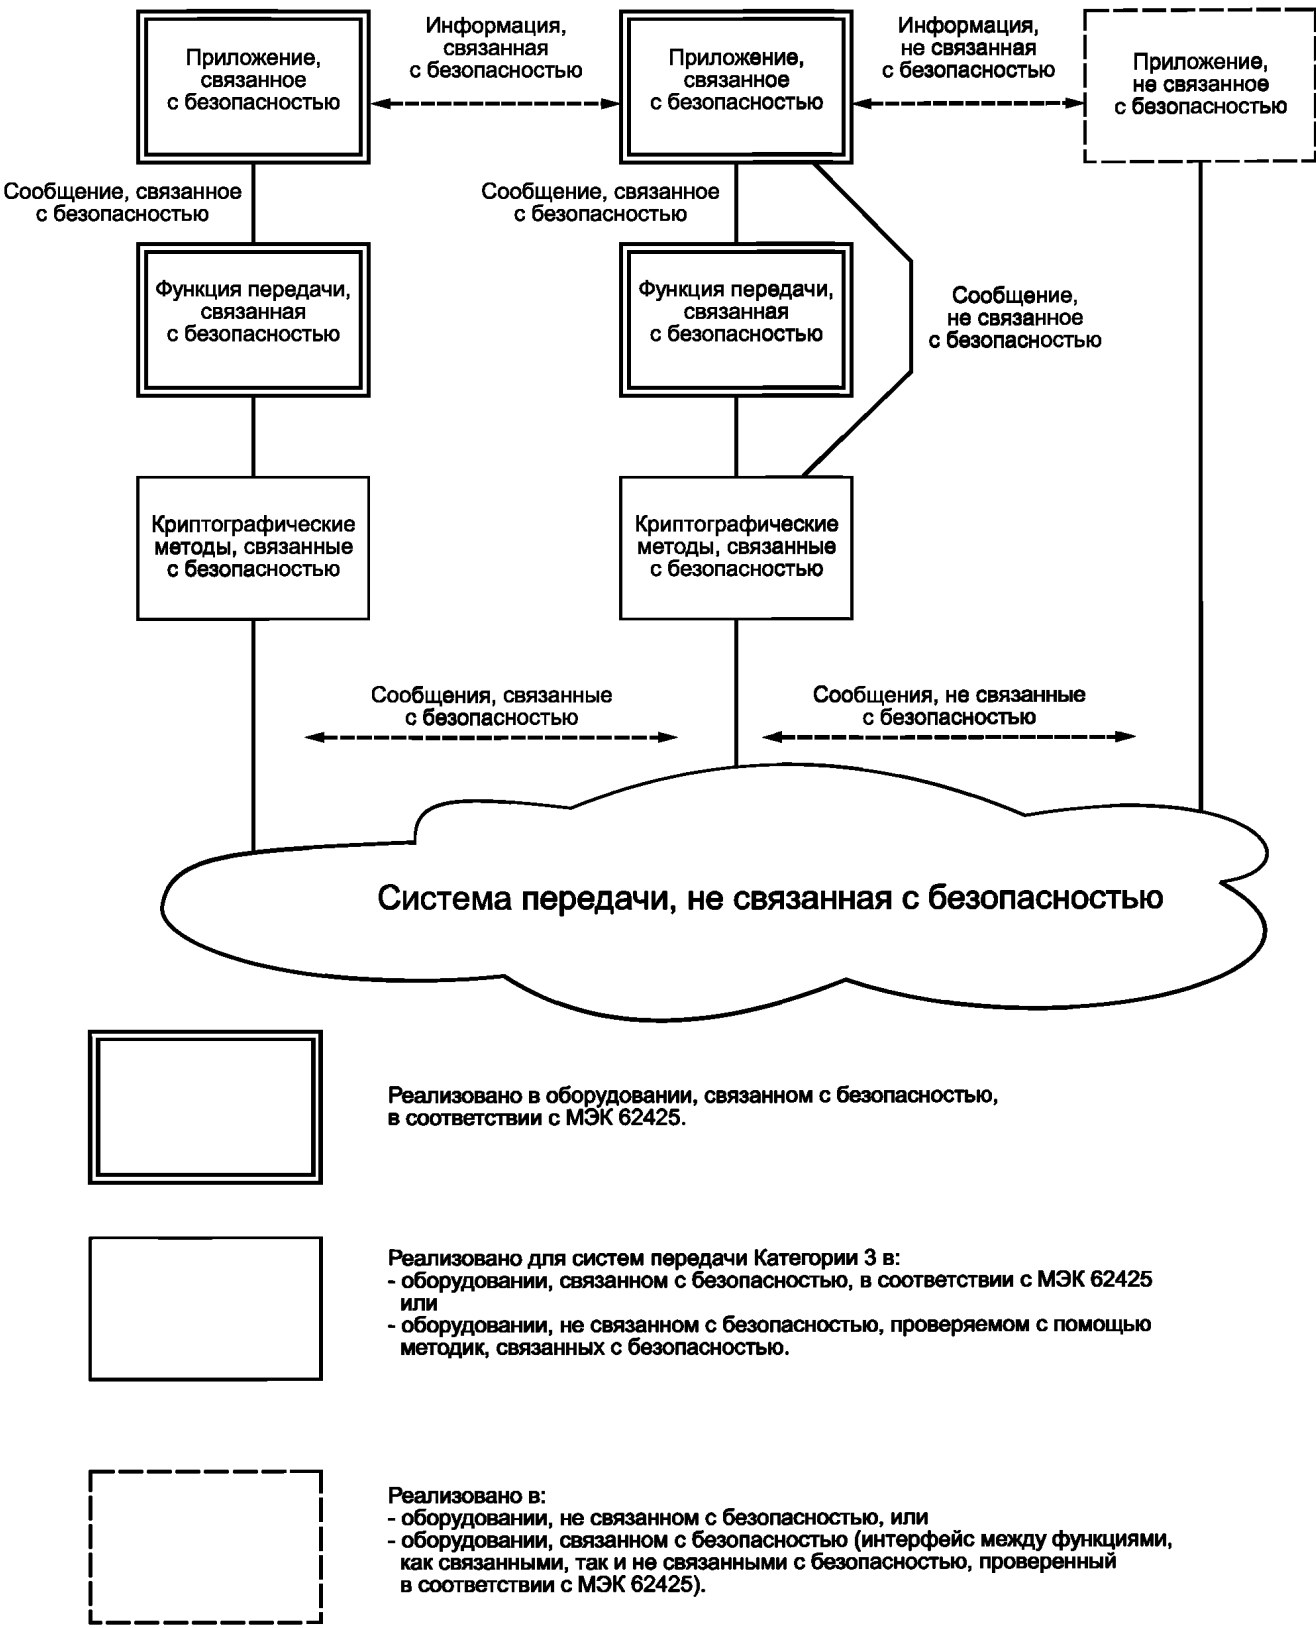 Приложение,
связанное
с безопасностью
Информация,
связанная
с безопасностью
Приложение,
связанное
с безопасностью
Информация,
не связанная
с безопасностью
Приложение,
не связанное
с безопасностью
Сообщение, связанное
с безопасностью
Сообщение, связанное
с безопасностью
Функция передачи,
связанная
с безопасностью
Функция передачи,
связанная
с безопасностью
Сообщение,
не связанное
с безопасностью
Криптографические
методы, связанные
с безопасностью
Криптографические
методы, связанные
с безопасностью
Сообщения, связанные
с безопасностью
Сообщения, не связанные
с безопасностью
Система передачи, не связанная с безопасностью
Реализовано в оборудовании, связанном с безопасностью,
в соответствии с МЭК 62425.
Реализовано для систем передачи Категории 3 в:
- оборудовании, связанном с безопасностью, в соответствии с МЭК 62425
или
- оборудовании, не связанном с безопасностью, проверяемом с помощью
методик, связанных с безопасностью.
Реализовано в:
- оборудовании, не связанном с безопасностью, или
- оборудовании, связанном с безопасностью (интерфейс между функциями,
как связанными, так и не связанными с безопасностью, проверенный
в соответствии с МЭК 62425).